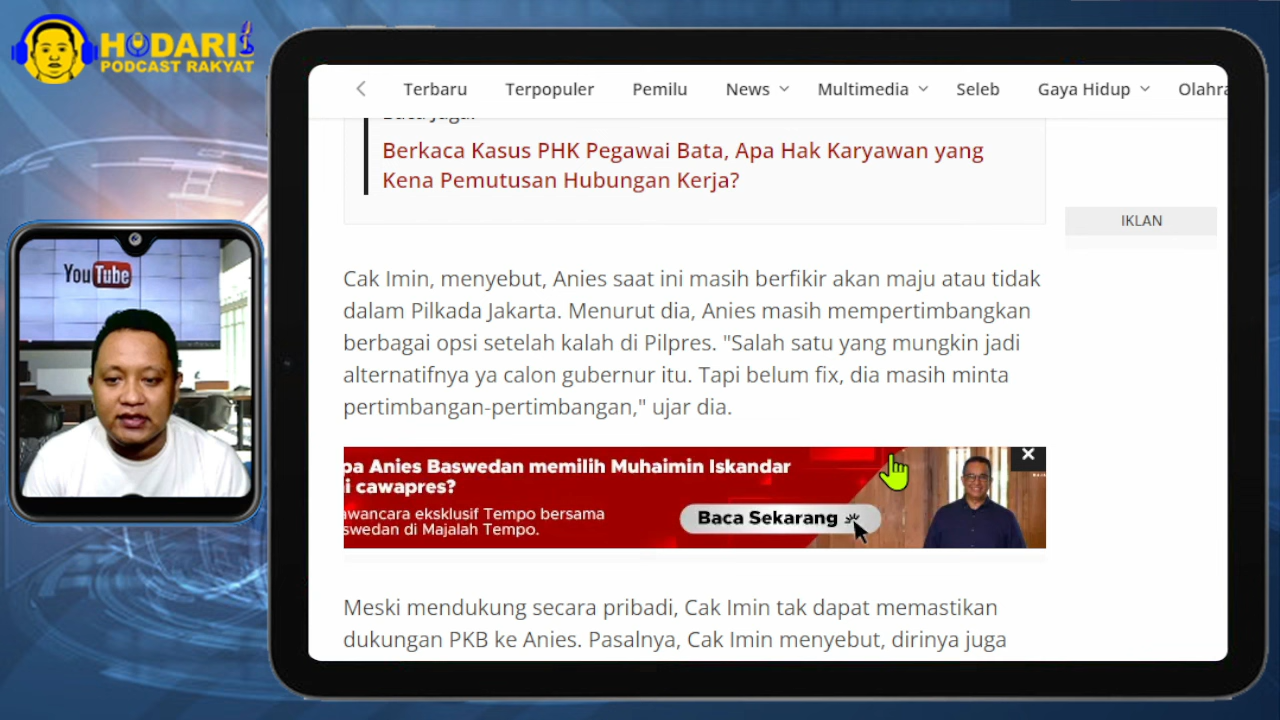 HODARI
PODCAST RAKYAT
YouTube
Terbaru Terpopuler Pemilu News Multimedia Seleb Gaya Hidup Olahra
Berkaca Kasus PHK Pegawai Bata, Apa Hak Karyawan yang
Kena Pemutusan Hubungan Kerja?
IKLAN
Cak Imin, menyebut, Anies saat ini masih berfikir akan maju atau tidak
dalam Pilkada Jakarta. Menurut dia, Anies masih mempertimbangkan
berbagai opsi setelah kalah di Pilpres. "Salah satu yang mungkin jadi
alternatifnya ya calon gubernur itu. Tapi belum fix, dia masih minta
pertimbangan-pertimbangan," ujar dia.
pa Anies Baswedan memilih Muhaimin Iskandar
i cawapres?
awancara eksklusif Tempo bersama
swedan di Majalah Tempo.
Baca Sekarang
Meski mendukung secara pribadi, Cak Imin tak dapat memastikan
dukungan PKB ke Anies. Pasalnya, Cak Imin menyebut, dirinya juga